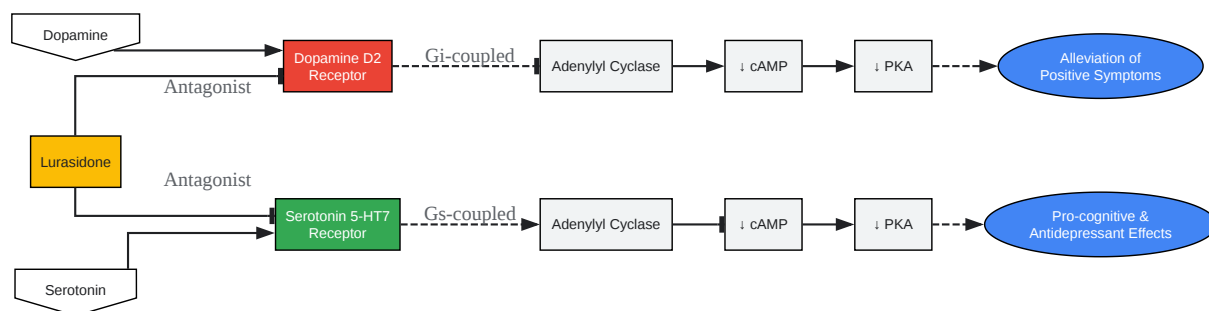 Dopamine
Dopamine D2
Receptor
Gi-coupled
Adenylyl Cyclase
↓ cAMP
↓ PKA
Alleviation of
Positive Symptoms
Antagonist
Lurasidone
Antagonist
Serotonin 5-HT7
Receptor
Gs-coupled
Adenylyl Cyclase
↓ cAMP
↓ PKA
Pro-cognitive &
Antidepressant Effects
Serotonin